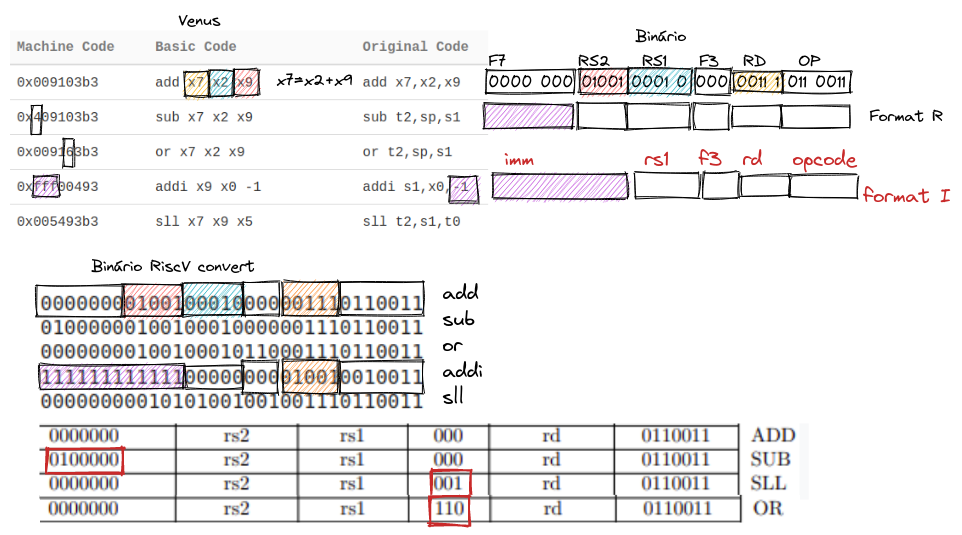 Venus
Machine Code Basic Code Original Code
0x009103b3 add x7 x2 x9 x7=x2+x9 add x7,x2,x9
0x409103b3 sub x7 x2 x9 sub t2,sp,s1
0x009163b3 or x7 x2 x9 or t2,sp,s1
0xfff00493 addi x9 x0 -1 addi s1,x0,-1
0x005493b3 sll x7 x9 x5 sll t2,s1,t0
Binário
F7 RS2 RS1 F3 RD OP
0000 000 01001 0001 0 000 0011 1 011 0011
Format R
imm rs1 f3 rd opcode
format I
Binário RiscV convert
00000000100100010000001110110011 add
01000000100100010000001110110011 sub
00000000100100010110001110110011 or
11111111111100000000010010010011 addi
00000000010101001001001110110011 sll
0000000 rs2 rs1 000 rd 0110011 ADD
0100000 rs2 rs1 000 rd 0110011 SUB
0000000 rs2 rs1 001 rd 0110011 SLL
0000000 rs2 rs1 110 rd 0110011 OR